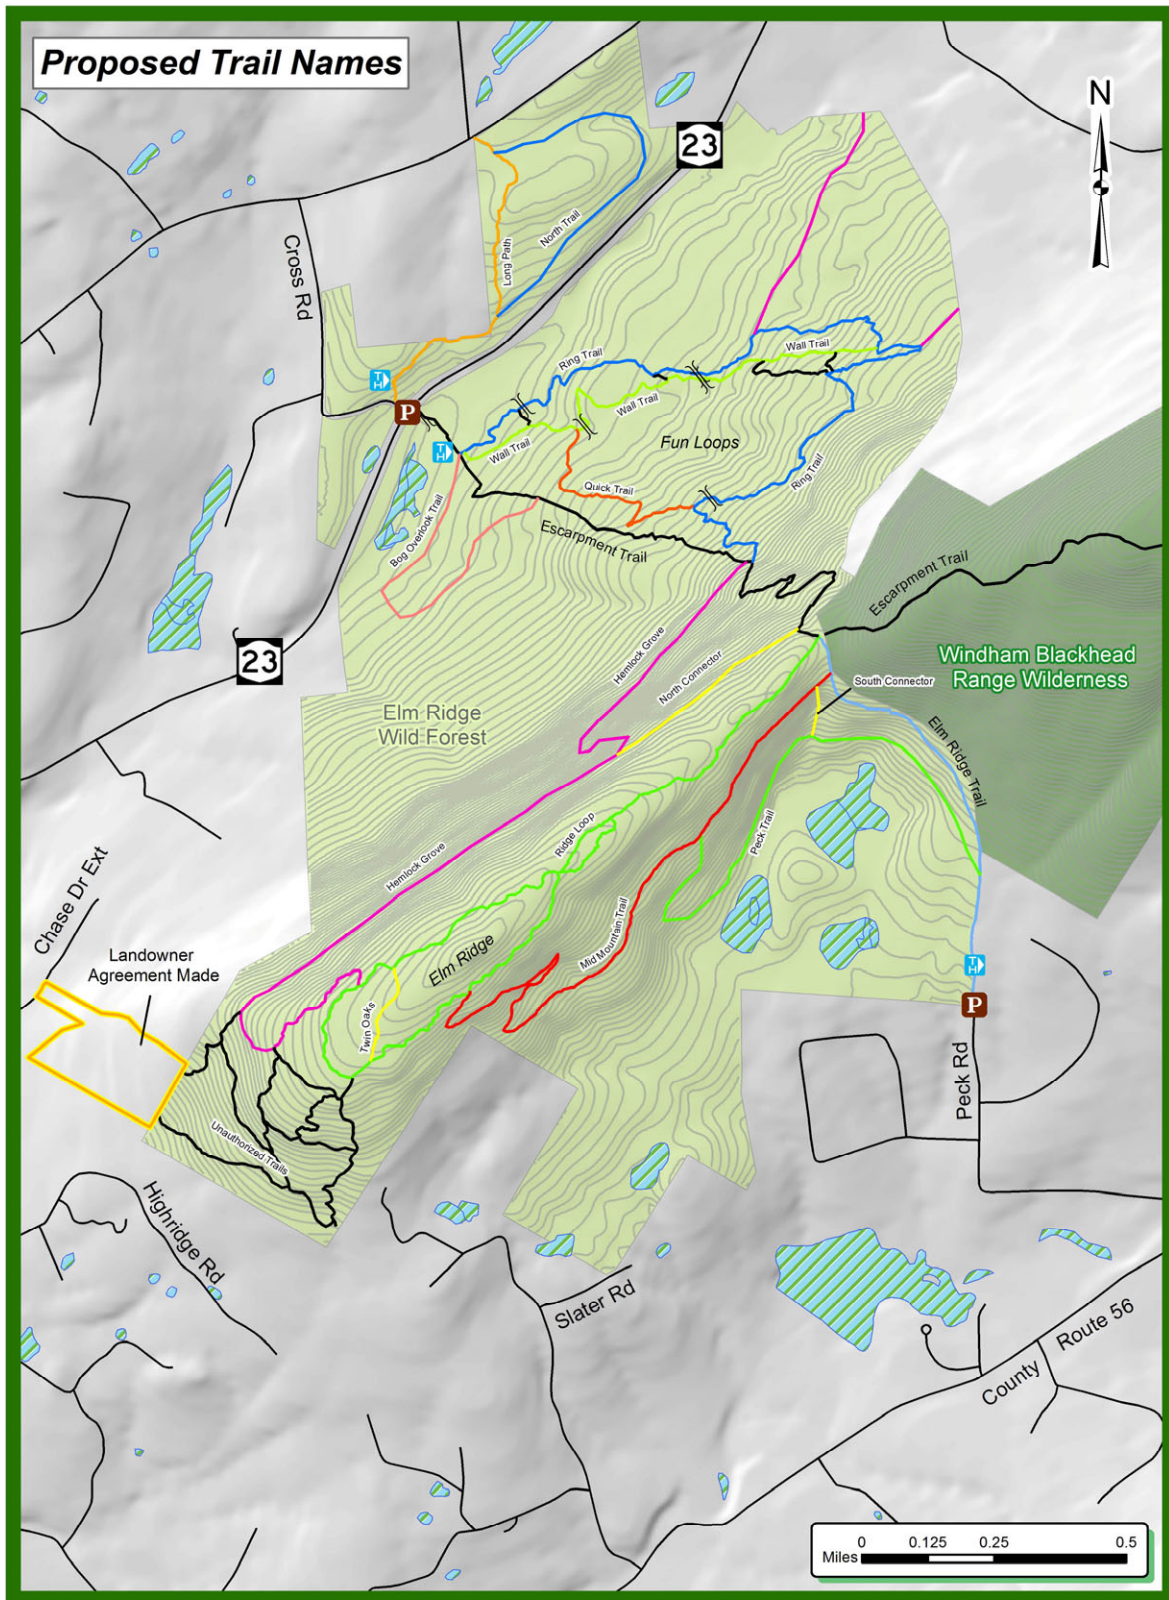 Proposed Trail Names
N
23
Cross Rd
Long Path
North Trail
T
H
P
T
H
Ring Trail
Wall Trail
Wall Trail
Wall Trail
Fun Loops
Ring Trail
Quick Trail
Bog Overlook Trail
Escarpment Trail
Escarpment Trail
23
Hemlock Grove
North Connector
South Connector
Windham Blackhead
Range Wilderness
Elm Ridge
Wild Forest
Elm Ridge Trail
Peck Trail
Ridge Loop
Hemlock Grove
Mid Mountain Trail
Elm Ridge
Twin Oaks
Chase Dr Ext
Landowner
Agreement Made
T
H
P
Peck Rd
Unauthorized Trails
Highridge Rd
Slater Rd
County Route 56
0 0.125 0.25 0.5
Miles